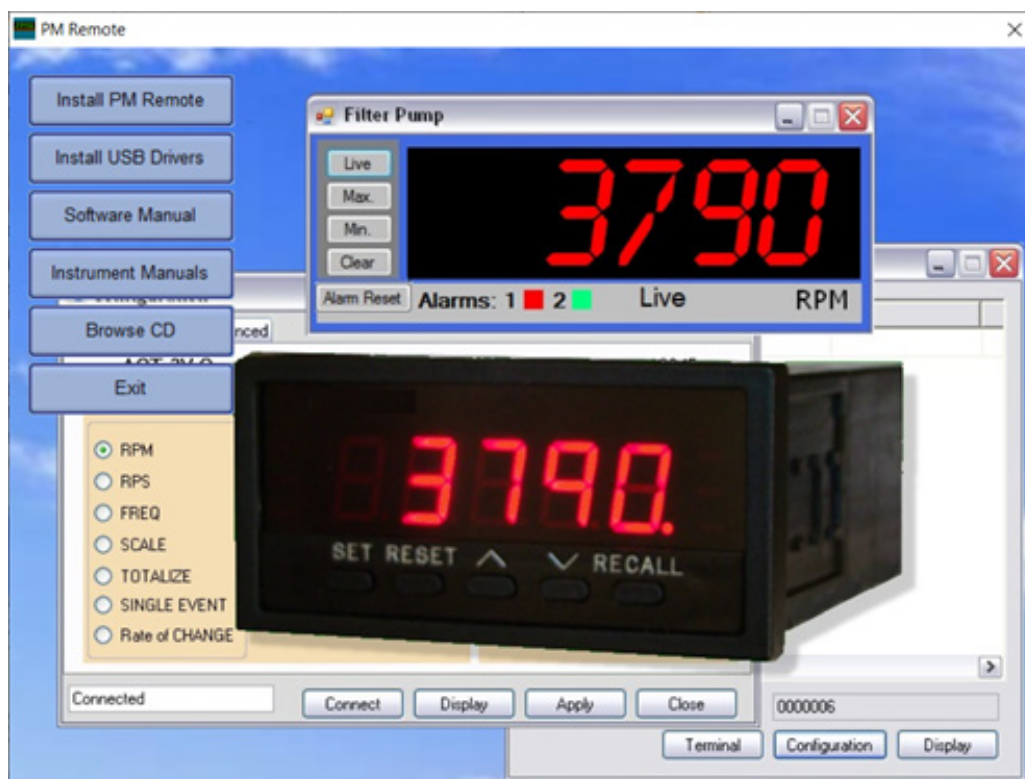 PM Remote
Install PM Remote
Install USB Drivers
Software Manual
Instrument Manuals
Browse CD
Exit
Filter Pump
Live
Max.
Min.
Clear
3790
Alarm Reset
Alarms: 1 2
Live
RPM
3790.
SET RESET RECALL
RPM
RPS
FREQ
SCALE
TOTALIZE
SINGLE EVENT
Rate of CHANGE
Connected
Connect
Display
Apply
Close
0000006
Terminal
Configuration
Display